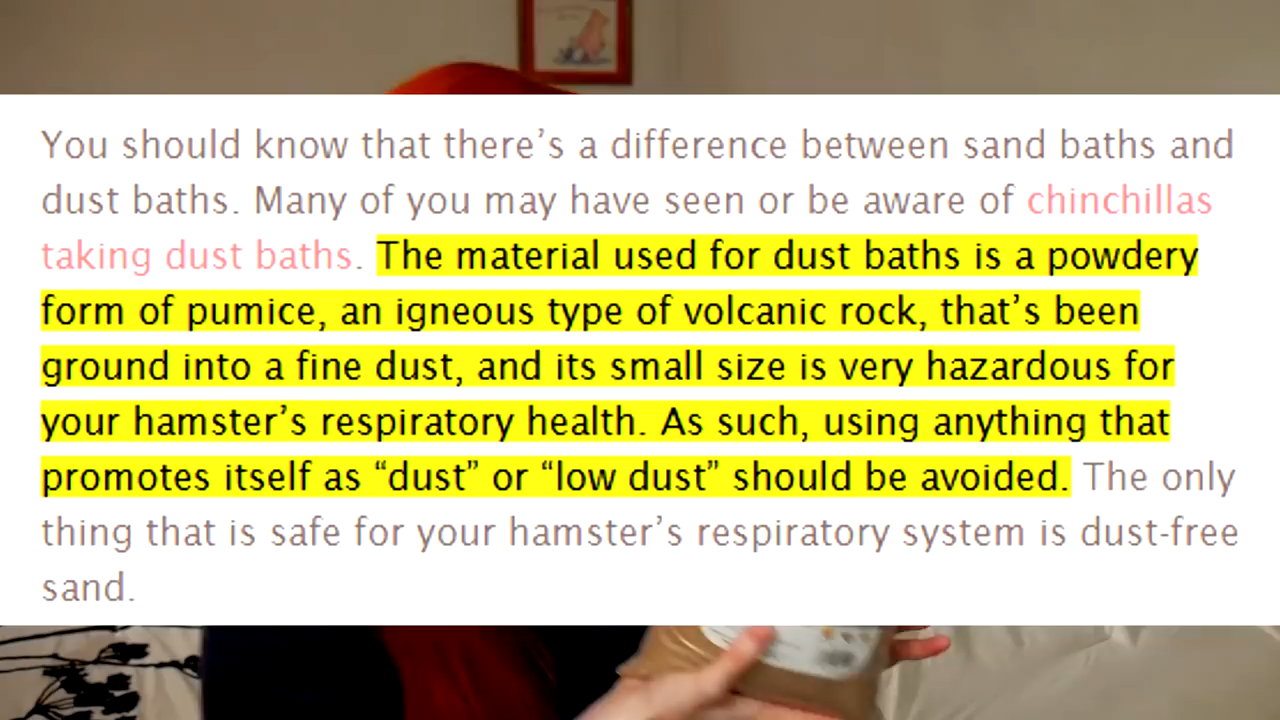 You should know that there’s a difference between sand baths and
dust baths. Many of you may have seen or be aware of chinchillas
taking dust baths. The material used for dust baths is a powdery
form of pumice, an igneous type of volcanic rock, that’s been
ground into a fine dust, and its small size is very hazardous for
your hamster’s respiratory health. As such, using anything that
promotes itself as “dust” or “low dust” should be avoided. The only
thing that is safe for your hamster’s respiratory system is dust-free
sand.